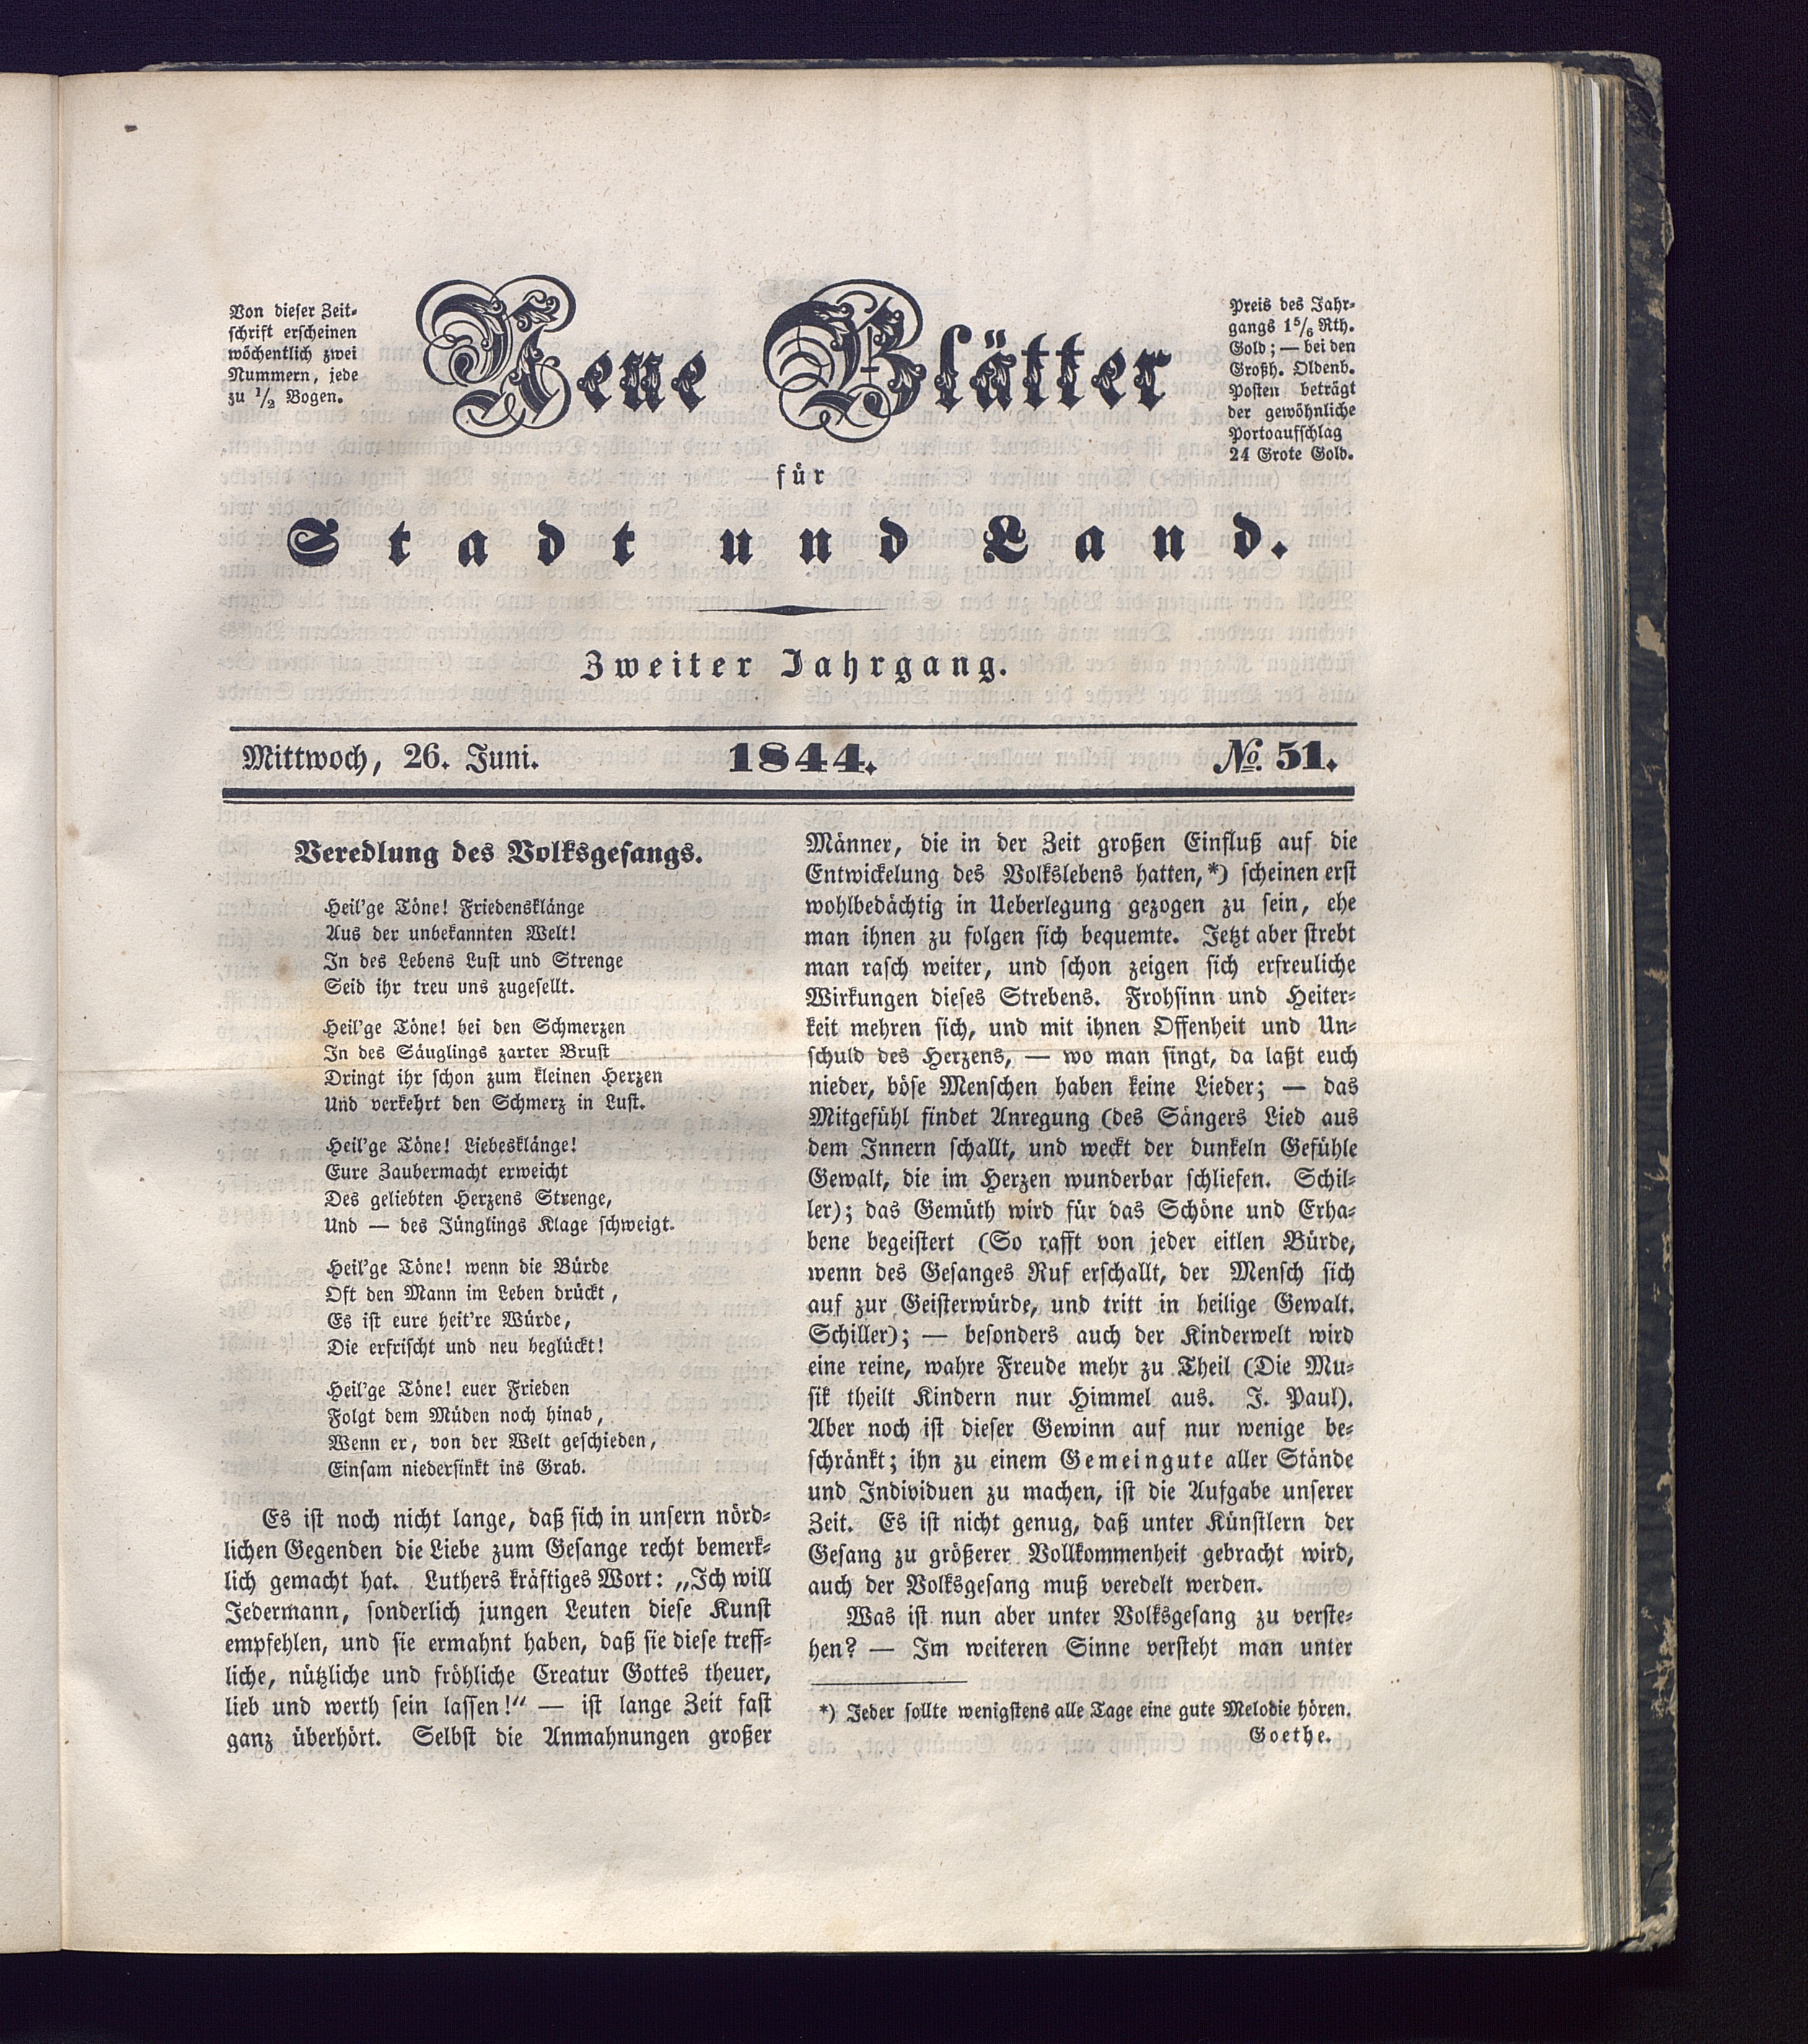 Von dieser Zeit-
schrift erscheinen
wöchentlich zwei
Nummern, jede
zu 1/2 Bogen.
Neue Blätter
für
Stadt und Land.
Preis des Jahr-
gangs 1 5/6 Rth.
Gold; — bei den
Großh. Oldenb.
Posten beträgt
der gewöhnliche
Portoaufschlag
24 Grote Gold.
Zweiter Jahrgang.
Mittwoch, 26. Juni. 1844. No. 51.
Veredlung des Volksgesangs.
Heil'ge Töne! Friedensklänge
Aus der unbekannten Welt!
In des Lebens Lust und Strenge
Seid ihr treu uns zugesellt.
Heil'ge Töne! bei den Schmerzen
In des Säuglings zarter Brust
Dringt ihr schon zum kleinen Herzen
Und verkehrt den Schmerz in Lust.
Heil'ge Töne! Liebesklänge!
Eure Zaubermacht erweicht
Des geliebten Herzens Strenge,
Und — des Jünglings Klage schweigt.
Heil'ge Töne! wenn die Bürde
Oft den Mann im Leben drückt,
Es ist eure heit're Würde,
Die erfrischt und neu beglückt!
Heil'ge Töne! euer Frieden
Folgt dem Müden noch hinab,
Wenn er, von der Welt geschieden,
Einsam niedersinkt ins Grab.
Es ist noch nicht lange, daß sich in unsern nörd-
lichen Gegenden die Liebe zum Gesange recht bemerk-
lich gemacht hat. Luthers kräftiges Wort: „Ich will
Jedermann, sonderlich jungen Leuten diese Kunst
empfehlen, und sie ermahnt haben, daß sie diese treff-
liche, nützliche und fröhliche Creatur Gottes theuer,
lieb und werth sein lassen!“ — ist lange Zeit fast
ganz überhört. Selbst die Anmahnungen großer
Männer, die in der Zeit großen Einfluß auf die
Entwickelung des Volkslebens hatten,*) scheinen erst
wohlbedächtig in Ueberlegung gezogen zu sein, ehe
man ihnen zu folgen sich bequemte. Jetzt aber strebt
man rasch weiter, und schon zeigen sich erfreuliche
Wirkungen dieses Strebens. Frohsinn und Heiter-
keit mehren sich, und mit ihnen Offenheit und Un-
schuld des Herzens, — wo man singt, da laßt euch
nieder, böse Menschen haben keine Lieder; — das
Mitgefühl findet Anregung (des Sängers Lied aus
dem Innern schallt, und weckt der dunkeln Gefühle
Gewalt, die im Herzen wunderbar schliefen. Schil-
ler); das Gemüth wird für das Schöne und Erha-
bene begeistert (So rafft von jeder eitlen Bürde,
wenn des Gesanges Ruf erschallt, der Mensch sich
auf zur Geisterwürde, und tritt in heilige Gewalt.
Schiller); — besonders auch der Kinderwelt wird
eine reine, wahre Freude mehr zu Theil (Die Mu-
sik theilt Kindern nur Himmel aus. J. Paul).
Aber noch ist dieser Gewinn auf nur wenige be-
schränkt; ihn zu einem Gemeingute aller Stände
und Individuen zu machen, ist die Aufgabe unserer
Zeit. Es ist nicht genug, daß unter Künstlern der
Gesang zu größerer Vollkommenheit gebracht wird,
auch der Volksgesang muß veredelt werden.
Was ist nun aber unter Volksgesang zu verste-
hen? — Im weiteren Sinne versteht man unter
*) Jeder sollte wenigstens alle Tage eine gute Melodie hören.
Goethe.